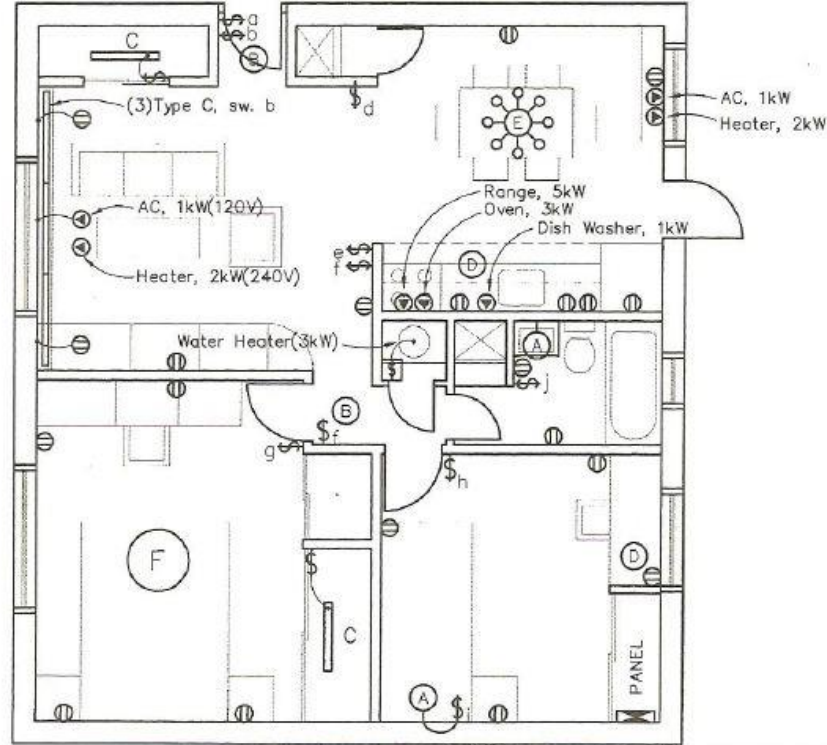 a
b
C
B
(3)Type C, sw. b
d
E
AC, 1kW
Heater, 2kW
AC, 1kW(120V)
Heater, 2kW(240V)
Range, 5kW
Oven, 3kW
Dish Washer, 1kW
e
f
D
Water Heater(3kW)
$
A
j
B
$f
g
$h
F
D
C
PANEL
A